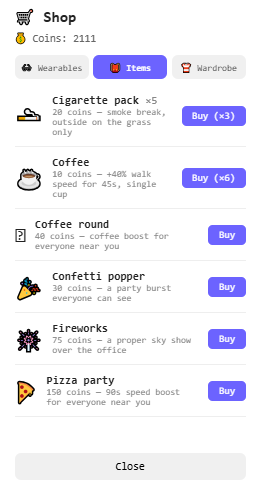 Shop
Coins: 2111
Wearables
Items
Wardrobe
Cigarette pack ×5
20 coins — smoke break,
outside on the grass
only
Buy (×3)
Coffee
10 coins — +40% walk
speed for 45s, single
cup
Buy (×6)
Coffee round
40 coins — coffee boost for
everyone near you
Buy
Confetti popper
30 coins — a party burst
everyone can see
Buy
Fireworks
75 coins — a proper sky show
over the office
Buy
Pizza party
150 coins — 90s speed boost
for everyone near you
Buy
Close